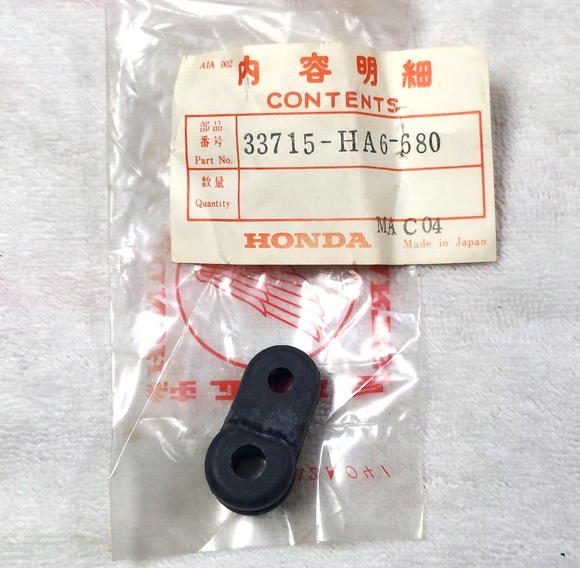 AIA 002
内容明細
CONTENTS
部品
番号
Part No.
33715-HA6-680
数量
Quantity
MA C 04
HONDA
Made in Japan